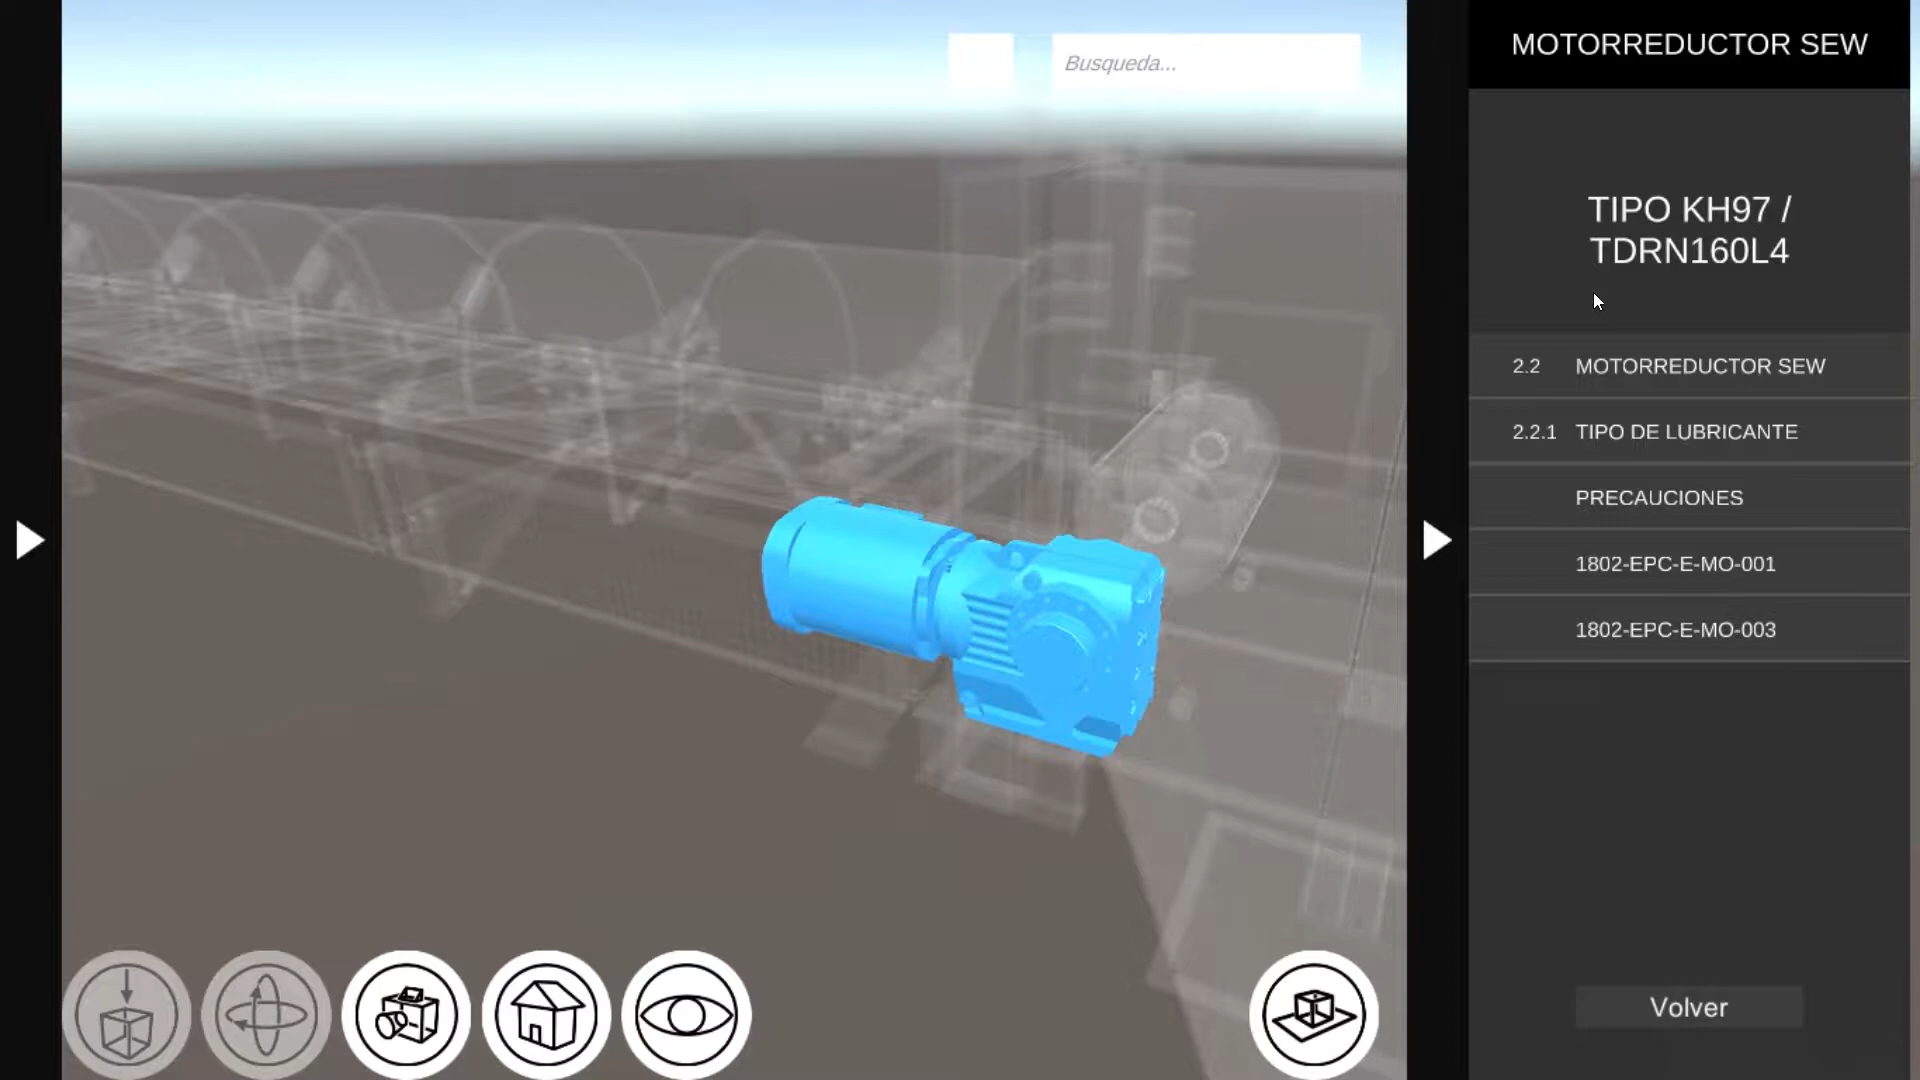 Busqueda...
MOTORREDUCTOR SEW
TIPO KH97 /
TDRN160L4
2.2 MOTORREDUCTOR SEW
2.2.1 TIPO DE LUBRICANTE
PRECAUCIONES
1802-EPC-E-MO-001
1802-EPC-E-MO-003
Volver